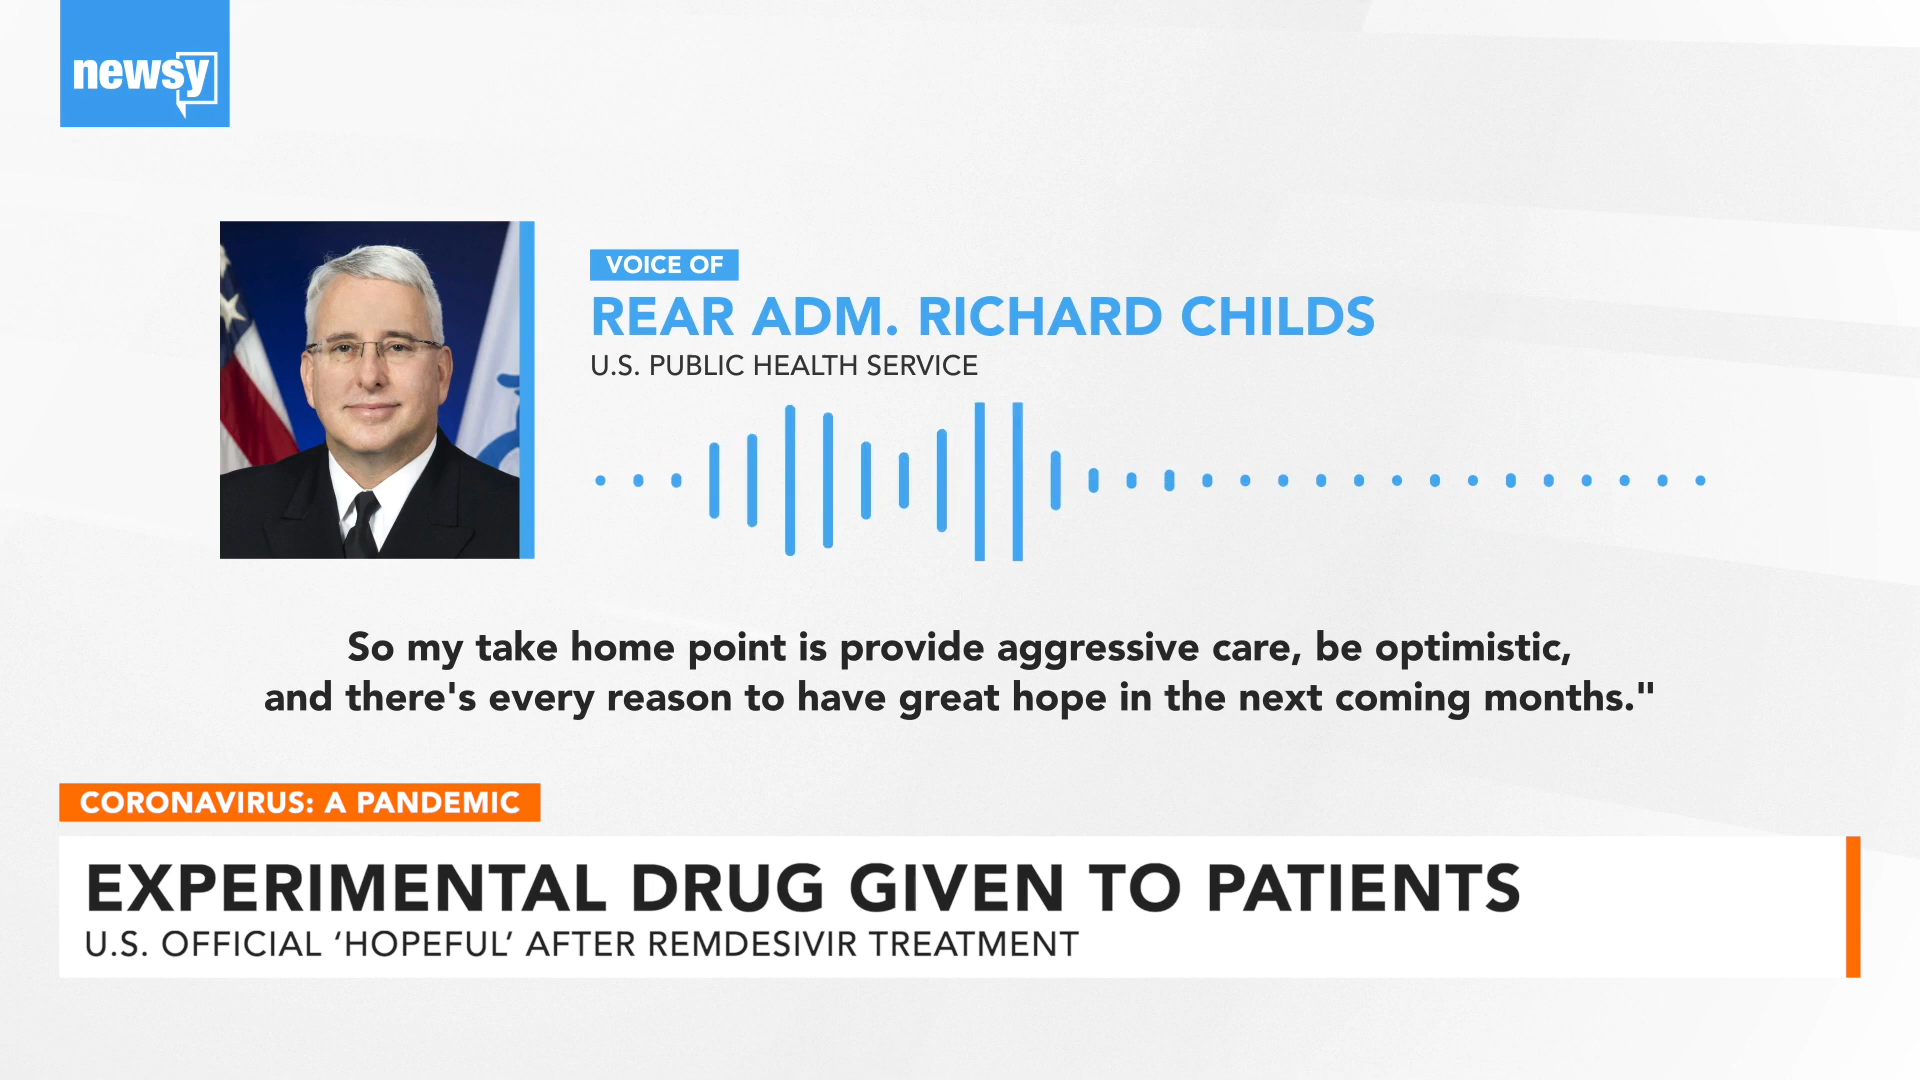 newsy
VOICE OF
REAR ADM. RICHARD CHILDS
U.S. PUBLIC HEALTH SERVICE
So my take home point is provide aggressive care, be optimistic,
and there's every reason to have great hope in the next coming months."
CORONAVIRUS: A PANDEMIC
EXPERIMENTAL DRUG GIVEN TO PATIENTS
U.S. OFFICIAL ‘HOPEFUL’ AFTER REMDESIVIR TREATMENT